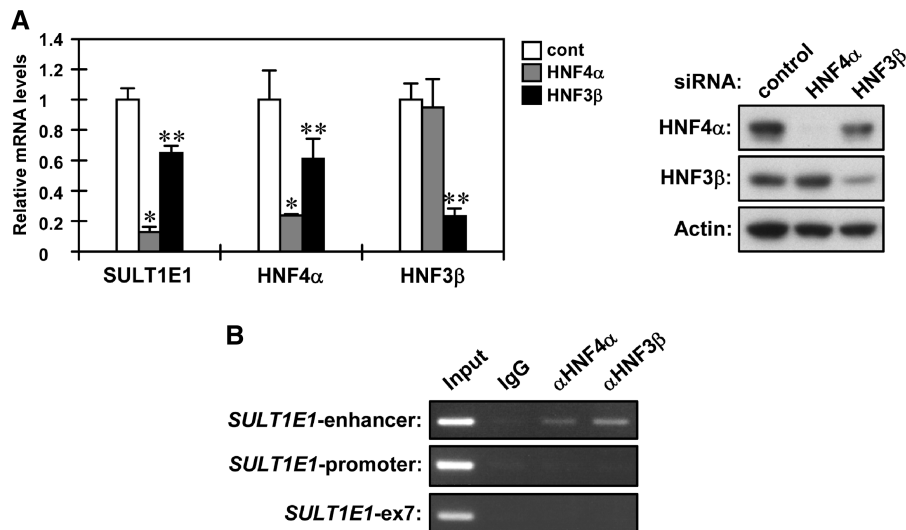 A
Relative mRNA levels
1.4
1.2
1.0
0.8
0.6
0.4
0.2
0
*
**
*
**
**
SULT1E1
HNF4α
HNF3β
cont
HNF4α
HNF3β
siRNA:
control
HNF4α
HNF3β
HNF4α:
HNF3β:
Actin:
B
Input
IgG
αHNF4α
αHNF3β
SULT1E1-enhancer:
SULT1E1-promoter:
SULT1E1-ex7: